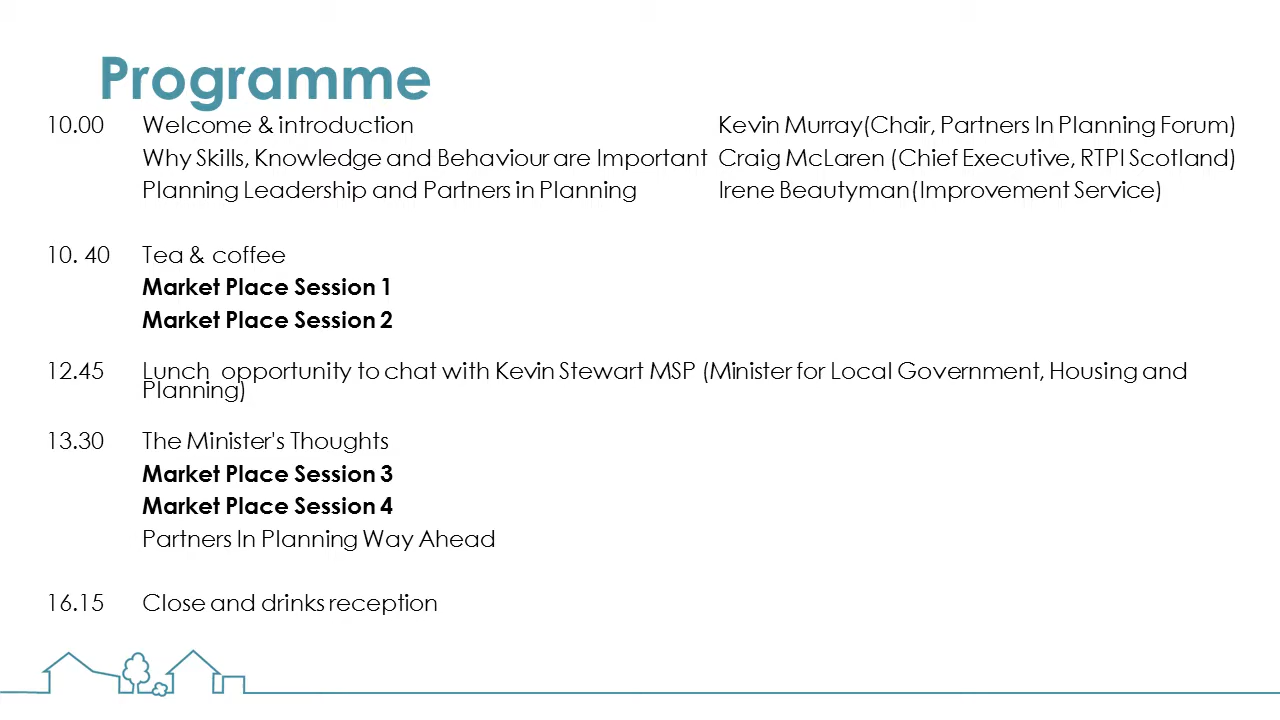 Programme
10.00 Welcome & introduction Kevin Murray(Chair, Partners In Planning Forum)
Why Skills, Knowledge and Behaviour are Important Craig McLaren (Chief Executive, RTPI Scotland)
Planning Leadership and Partners in Planning Irene Beautyman(Improvement Service)
10. 40 Tea & coffee
Market Place Session 1
Market Place Session 2
12.45 Lunch opportunity to chat with Kevin Stewart MSP (Minister for Local Government, Housing and
Planning)
13.30 The Minister's Thoughts
Market Place Session 3
Market Place Session 4
Partners In Planning Way Ahead
16.15 Close and drinks reception